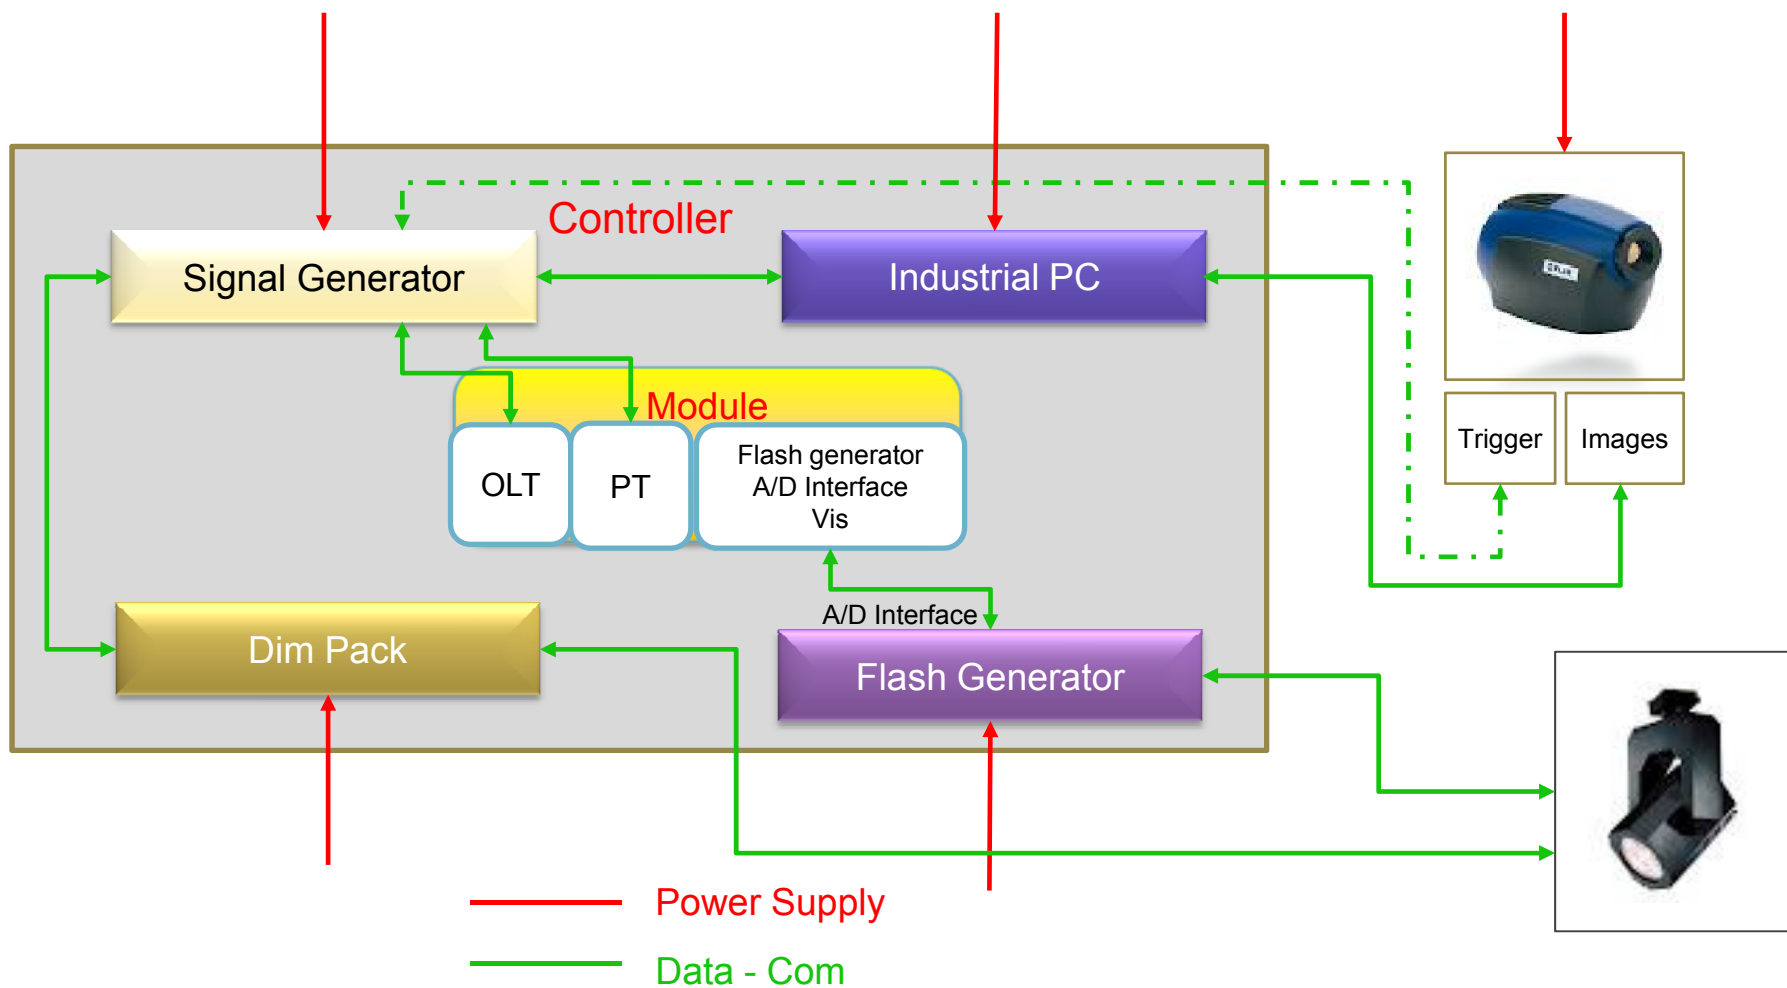 Controller
Signal Generator
Industrial PC
Module
OLT
PT
Flash generator
A/D Interface
Vis
Trigger
Images
A/D Interface
Dim Pack
Flash Generator
Power Supply
Data - Com